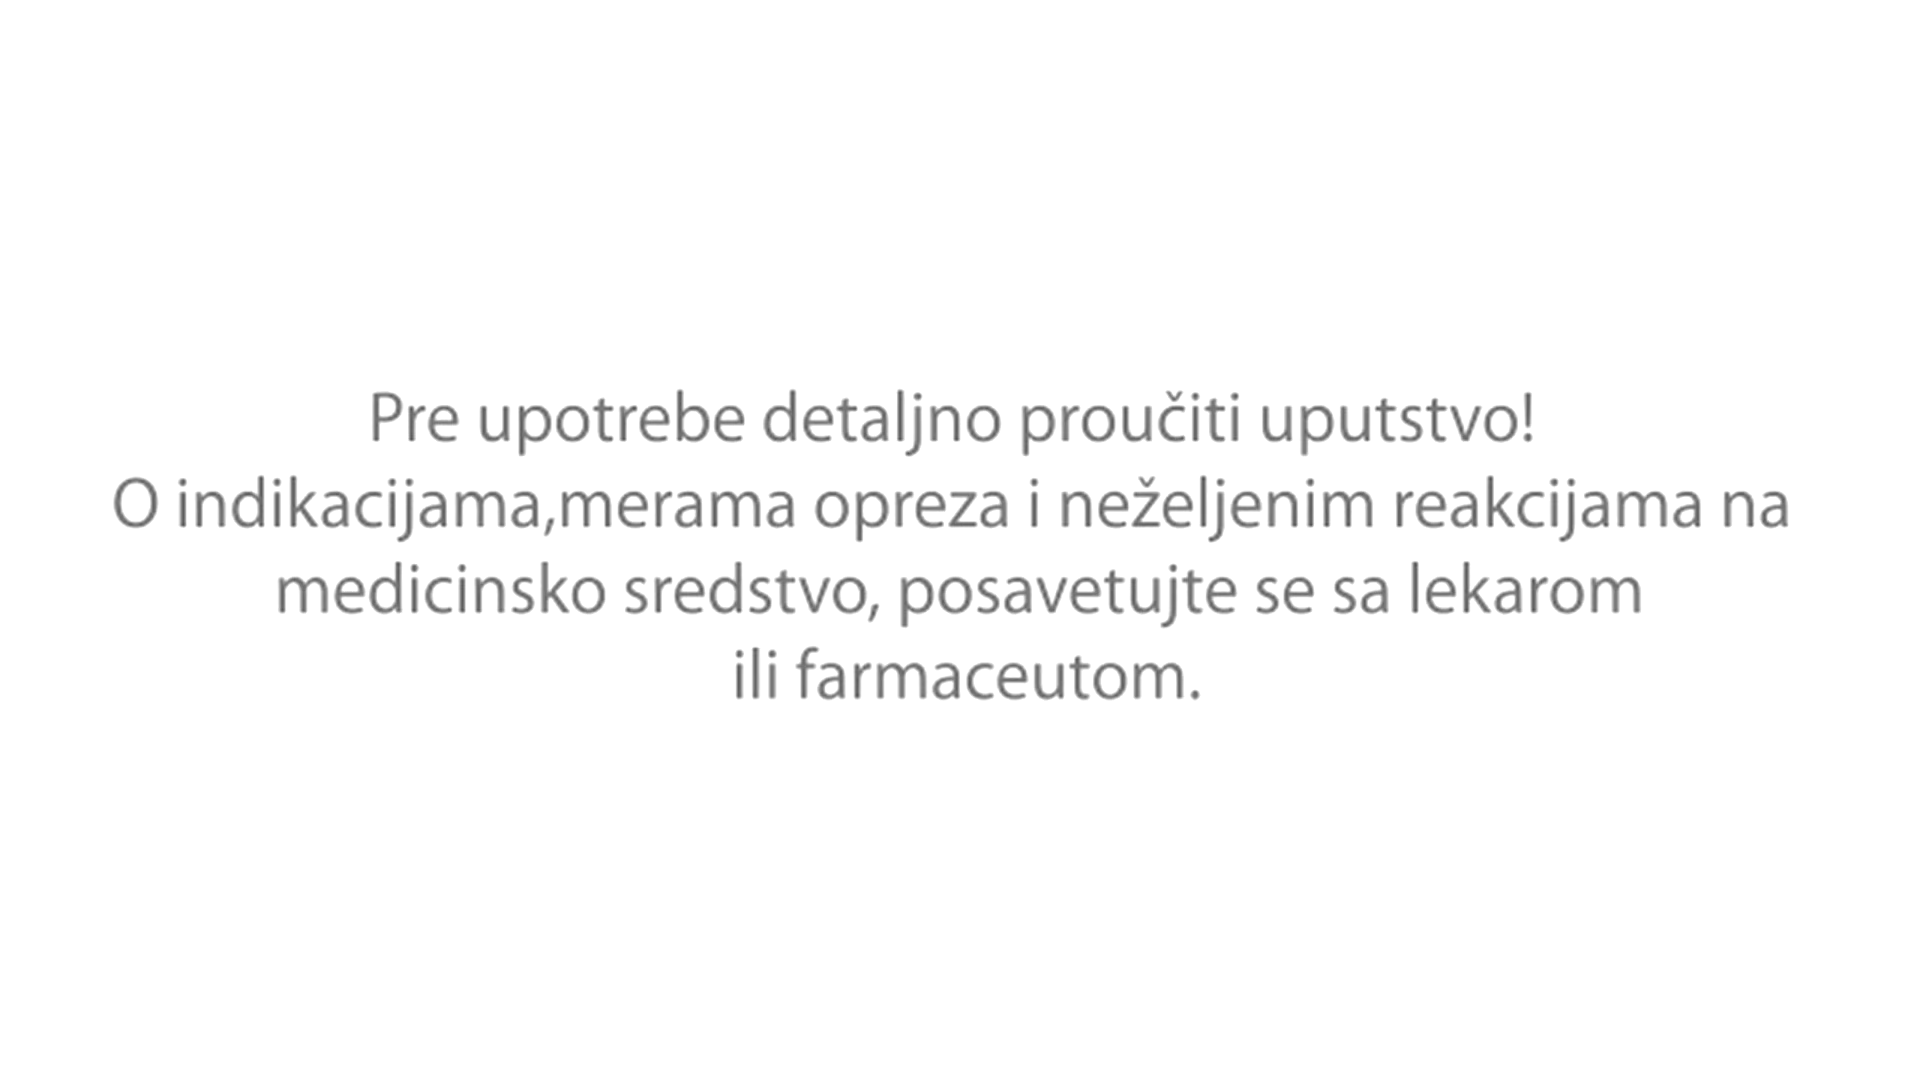 Pre upotrebe detaljno proučiti uputstvo!
O indikacijama,merama opreza i neželjenim reakcijama na
medicinsko sredstvo, posavetujte se sa lekarom
ili farmaceutom.